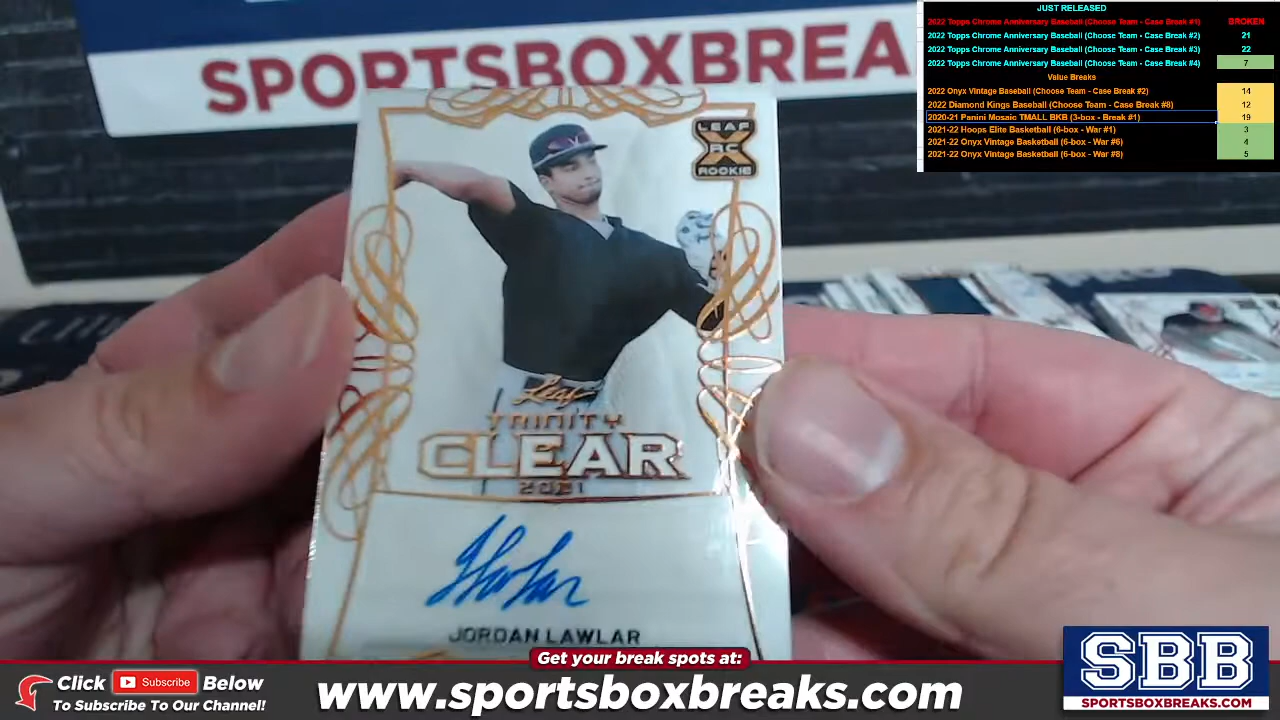 SPORTSBOXBREA
JUST RELEASED
2022 Topps Chrome Anniversary Baseball (Choose Team - Case Break #1) BROKEN
2022 Topps Chrome Anniversary Baseball (Choose Team - Case Break #2) 21
2022 Topps Chrome Anniversary Baseball (Choose Team - Case Break #3) 22
2022 Topps Chrome Anniversary Baseball (Choose Team - Case Break #4) 7
Value Breaks
2022 Onyx Vintage Baseball (Choose Team - Case Break #2) 14
2022 Diamond Kings Baseball (Choose Team - Case Break #8) 12
2020-21 Panini Mosaic TMALL BKB (3-box - Break #1) 19
2021-22 Hoops Elite Basketball (6-box - War #1) 3
2021-22 Onyx Vintage Basketball (6-box - War #6) 4
2021-22 Onyx Vintage Basketball (6-box - War #8) 5
LEAF
RC
ROOKIE
Leaf
TRINITY
CLEAR
2021
JORDAN LAWLAR
Get your break spots at:
Click Subscribe Below
To Subscribe To Our Channel!
www.sportsboxbreaks.com
SBB
SPORTSBOXBREAKS.COM